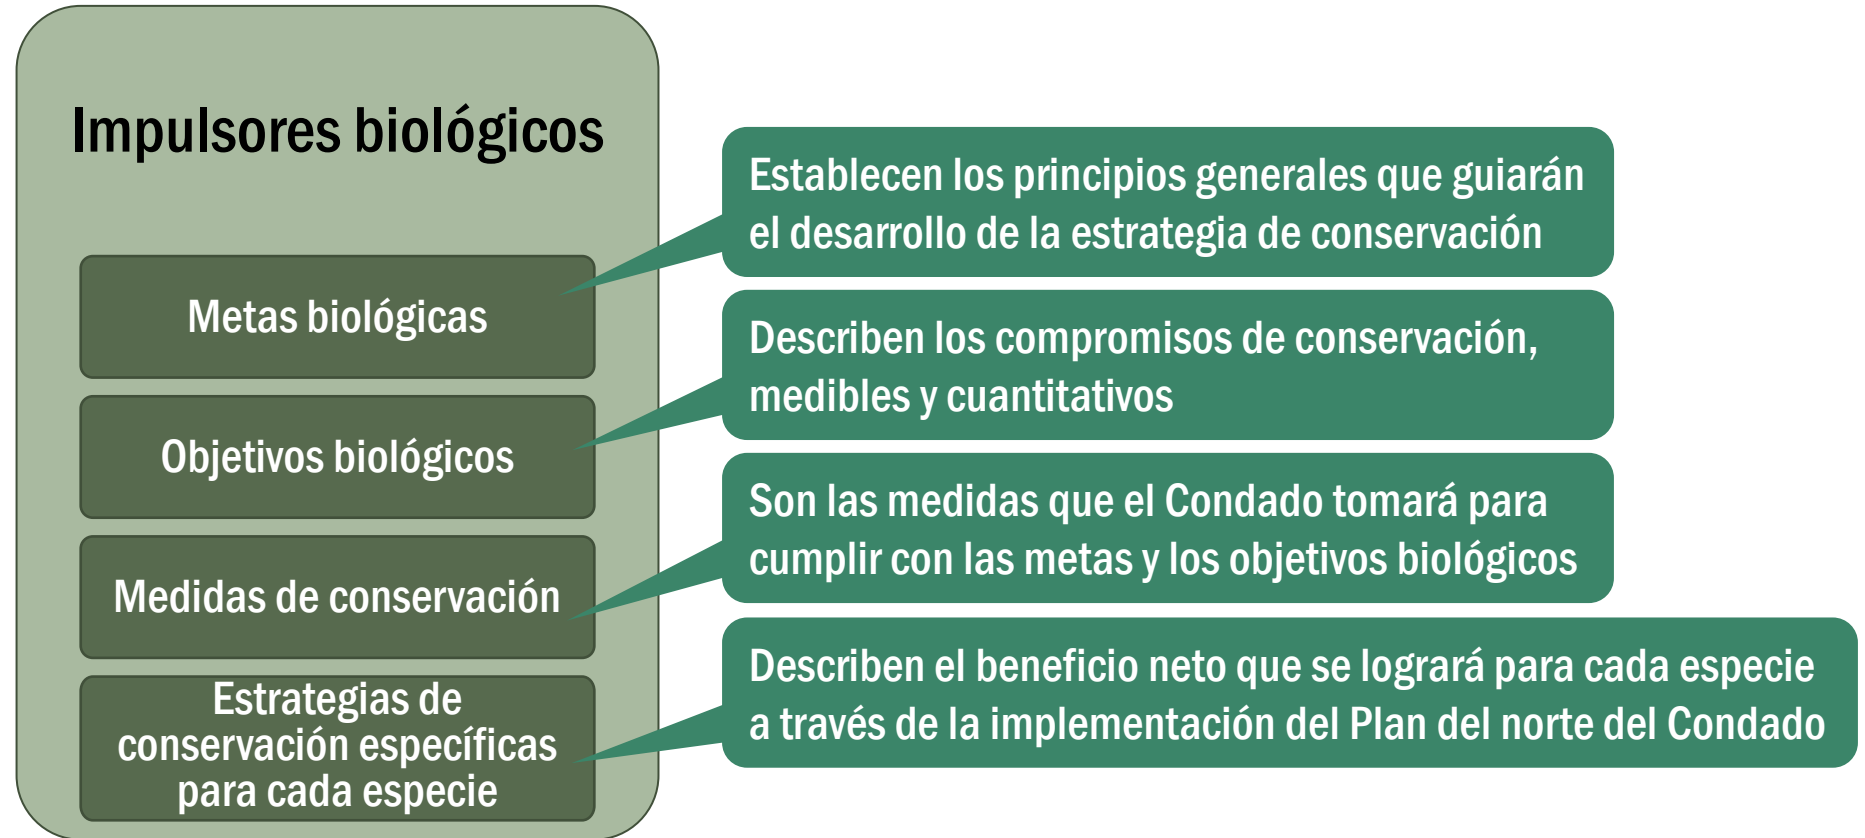 Impulsores biológicos
Metas biológicas
Establecen los principios generales que guiarán
el desarrollo de la estrategia de conservación
Objetivos biológicos
Describen los compromisos de conservación,
medibles y cuantitativos
Medidas de conservación
Son las medidas que el Condado tomará para
cumplir con las metas y los objetivos biológicos
Estrategias de
conservación específicas
para cada especie
Describen el beneficio neto que se logrará para cada especie
a través de la implementación del Plan del norte del Condado